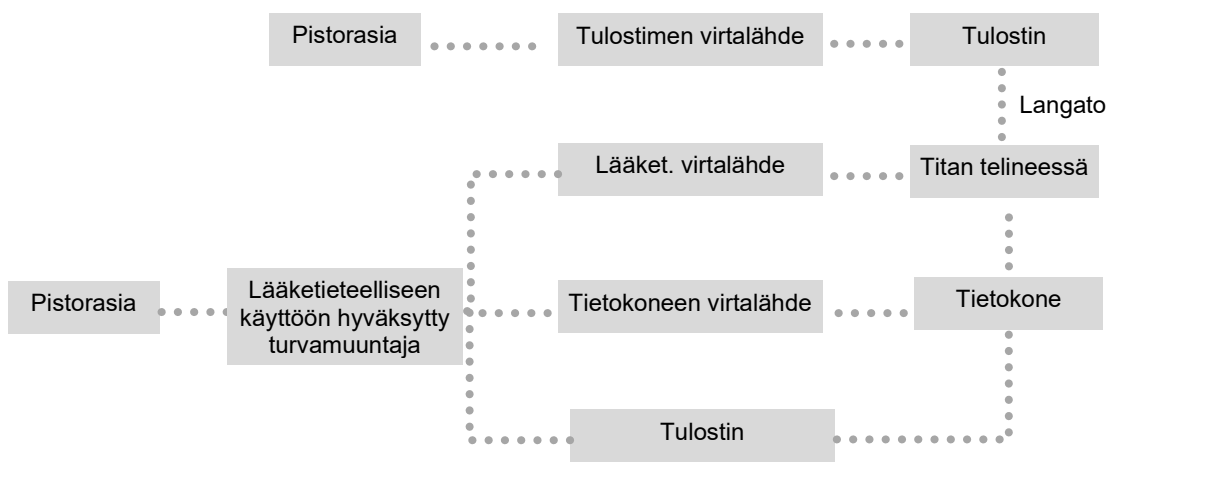 Pistorasia
Tulostimen virtalähde
Tulostin
Langato
Lääket. virtalähde
Titan telineessä
Pistorasia
Lääketieteelliseen
käyttöön hyväksytty
turvamuuntaja
Tietokoneen virtalähde
Tietokone
Tulostin